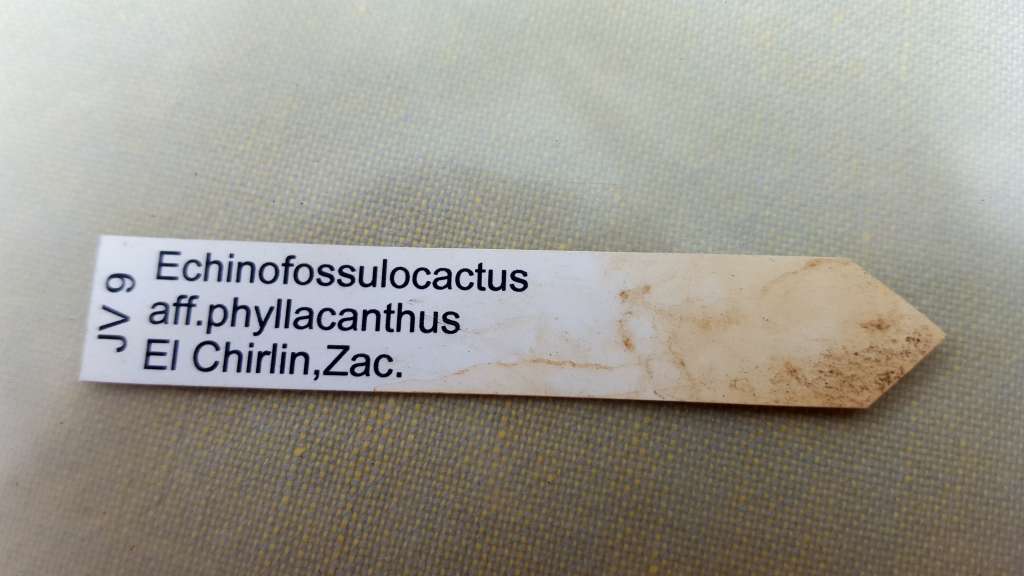 JV 9
Echinofossulocactus
aff.phyllacanthus
El Chirlin,Zac.